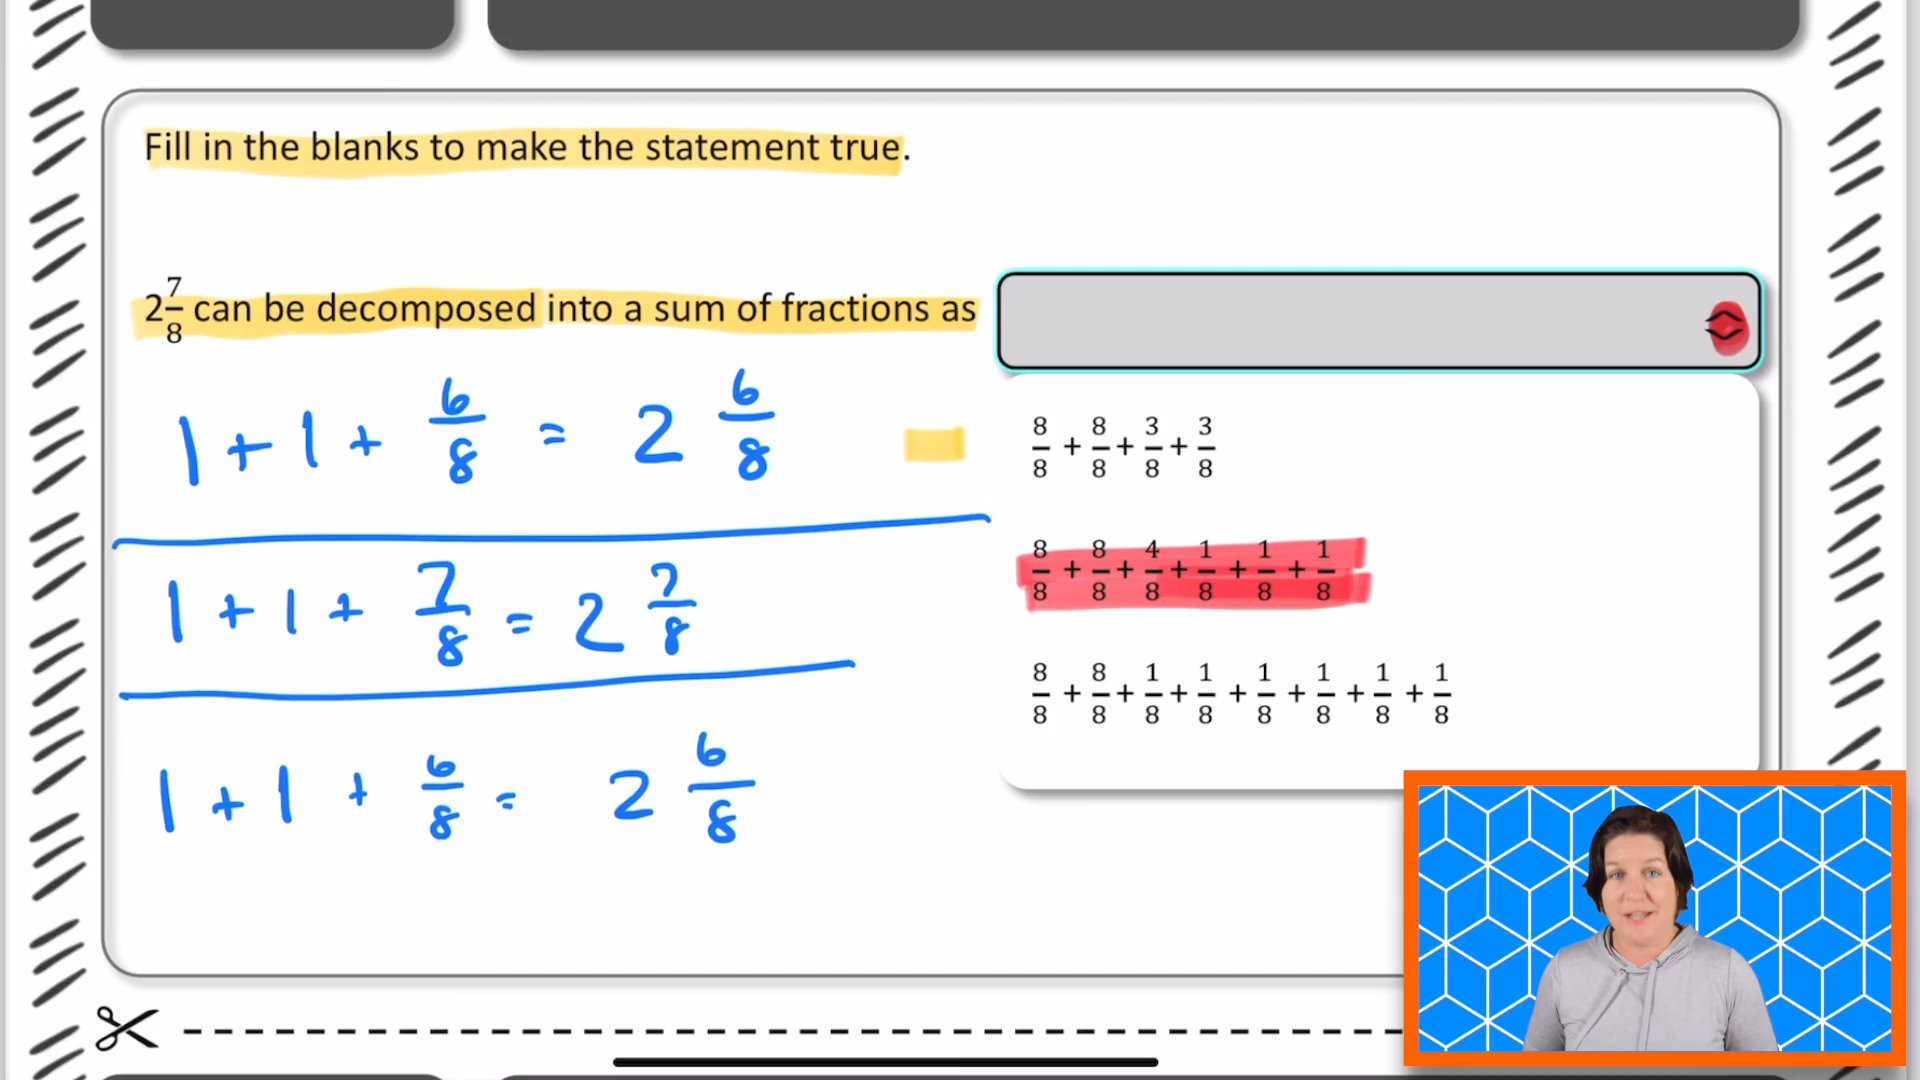 Fill in the blanks to make the statement true.
2 7/8 can be decomposed into a sum of fractions as
1 + 1 + 6/8 = 2 6/8
8/8 + 8/8 + 3/8 + 3/8
1 + 1 + 7/8 = 2 7/8
8/8 + 8/8 + 4/8 + 1/8 + 1/8 + 1/8
1 + 1 + 6/8 = 2 6/8
8/8 + 8/8 + 1/8 + 1/8 + 1/8 + 1/8 + 1/8 + 1/8